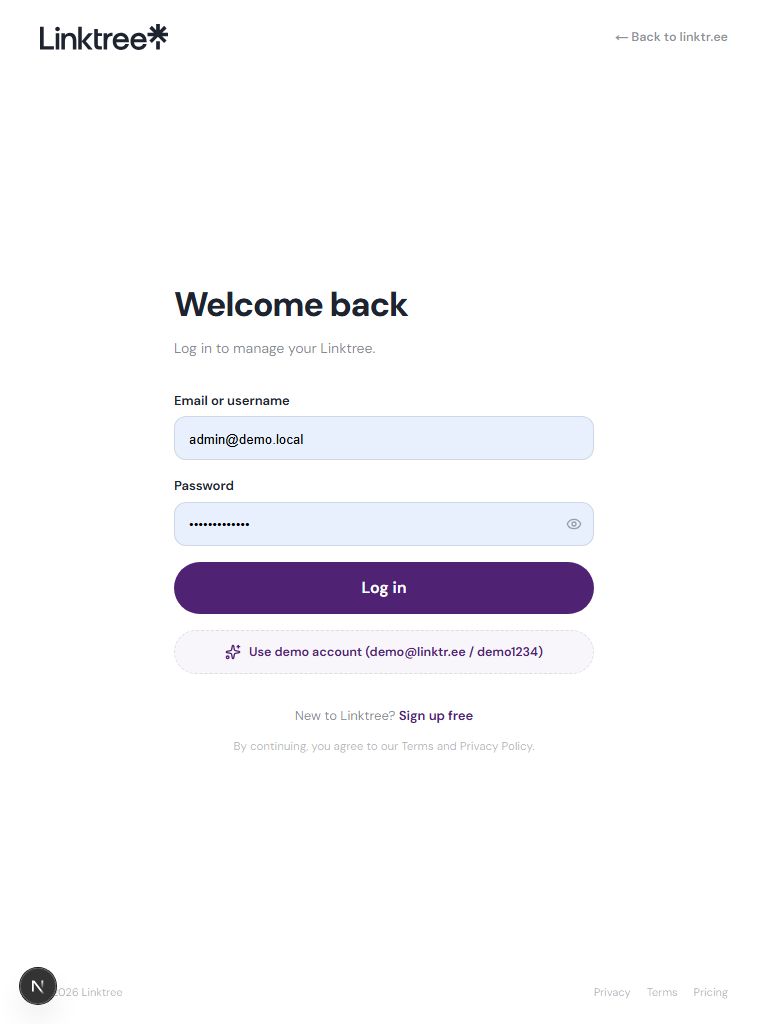 Linktree
← Back to linktr.ee
Welcome back
Log in to manage your Linktree.
Email or username
admin@demo.local
Password
•••••••••••••
Log in
Use demo account (demo@linktr.ee / demo1234)
New to Linktree? Sign up free
By continuing, you agree to our Terms and Privacy Policy.
N
2026 Linktree
Privacy
Terms
Pricing